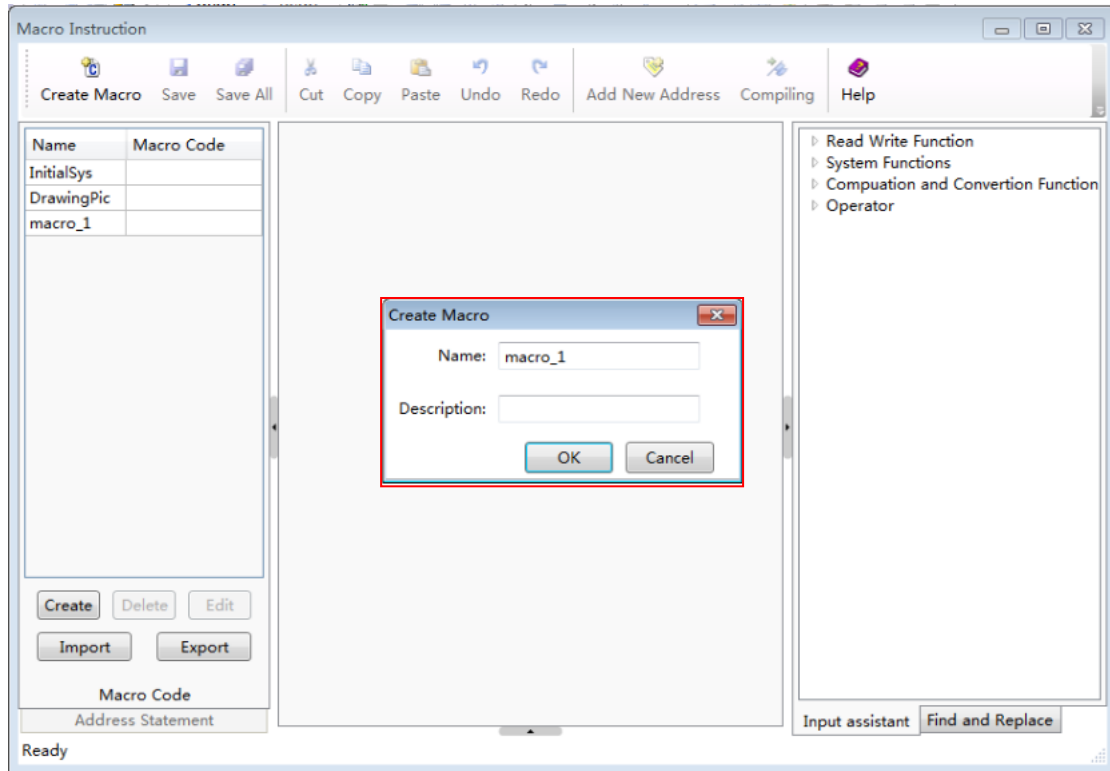 Macro Instruction
Create Macro Save Save All Cut Copy Paste Undo Redo Add New Address Compiling Help
Name Macro Code
InitialSys
DrawingPic
macro_1
Create Delete Edit
Import Export
Macro Code
Address Statement
Create Macro
Name: macro_1
Description:
OK Cancel
Read Write Function
System Functions
Compuation and Convertion Function
Operator
Input assistant Find and Replace
Ready